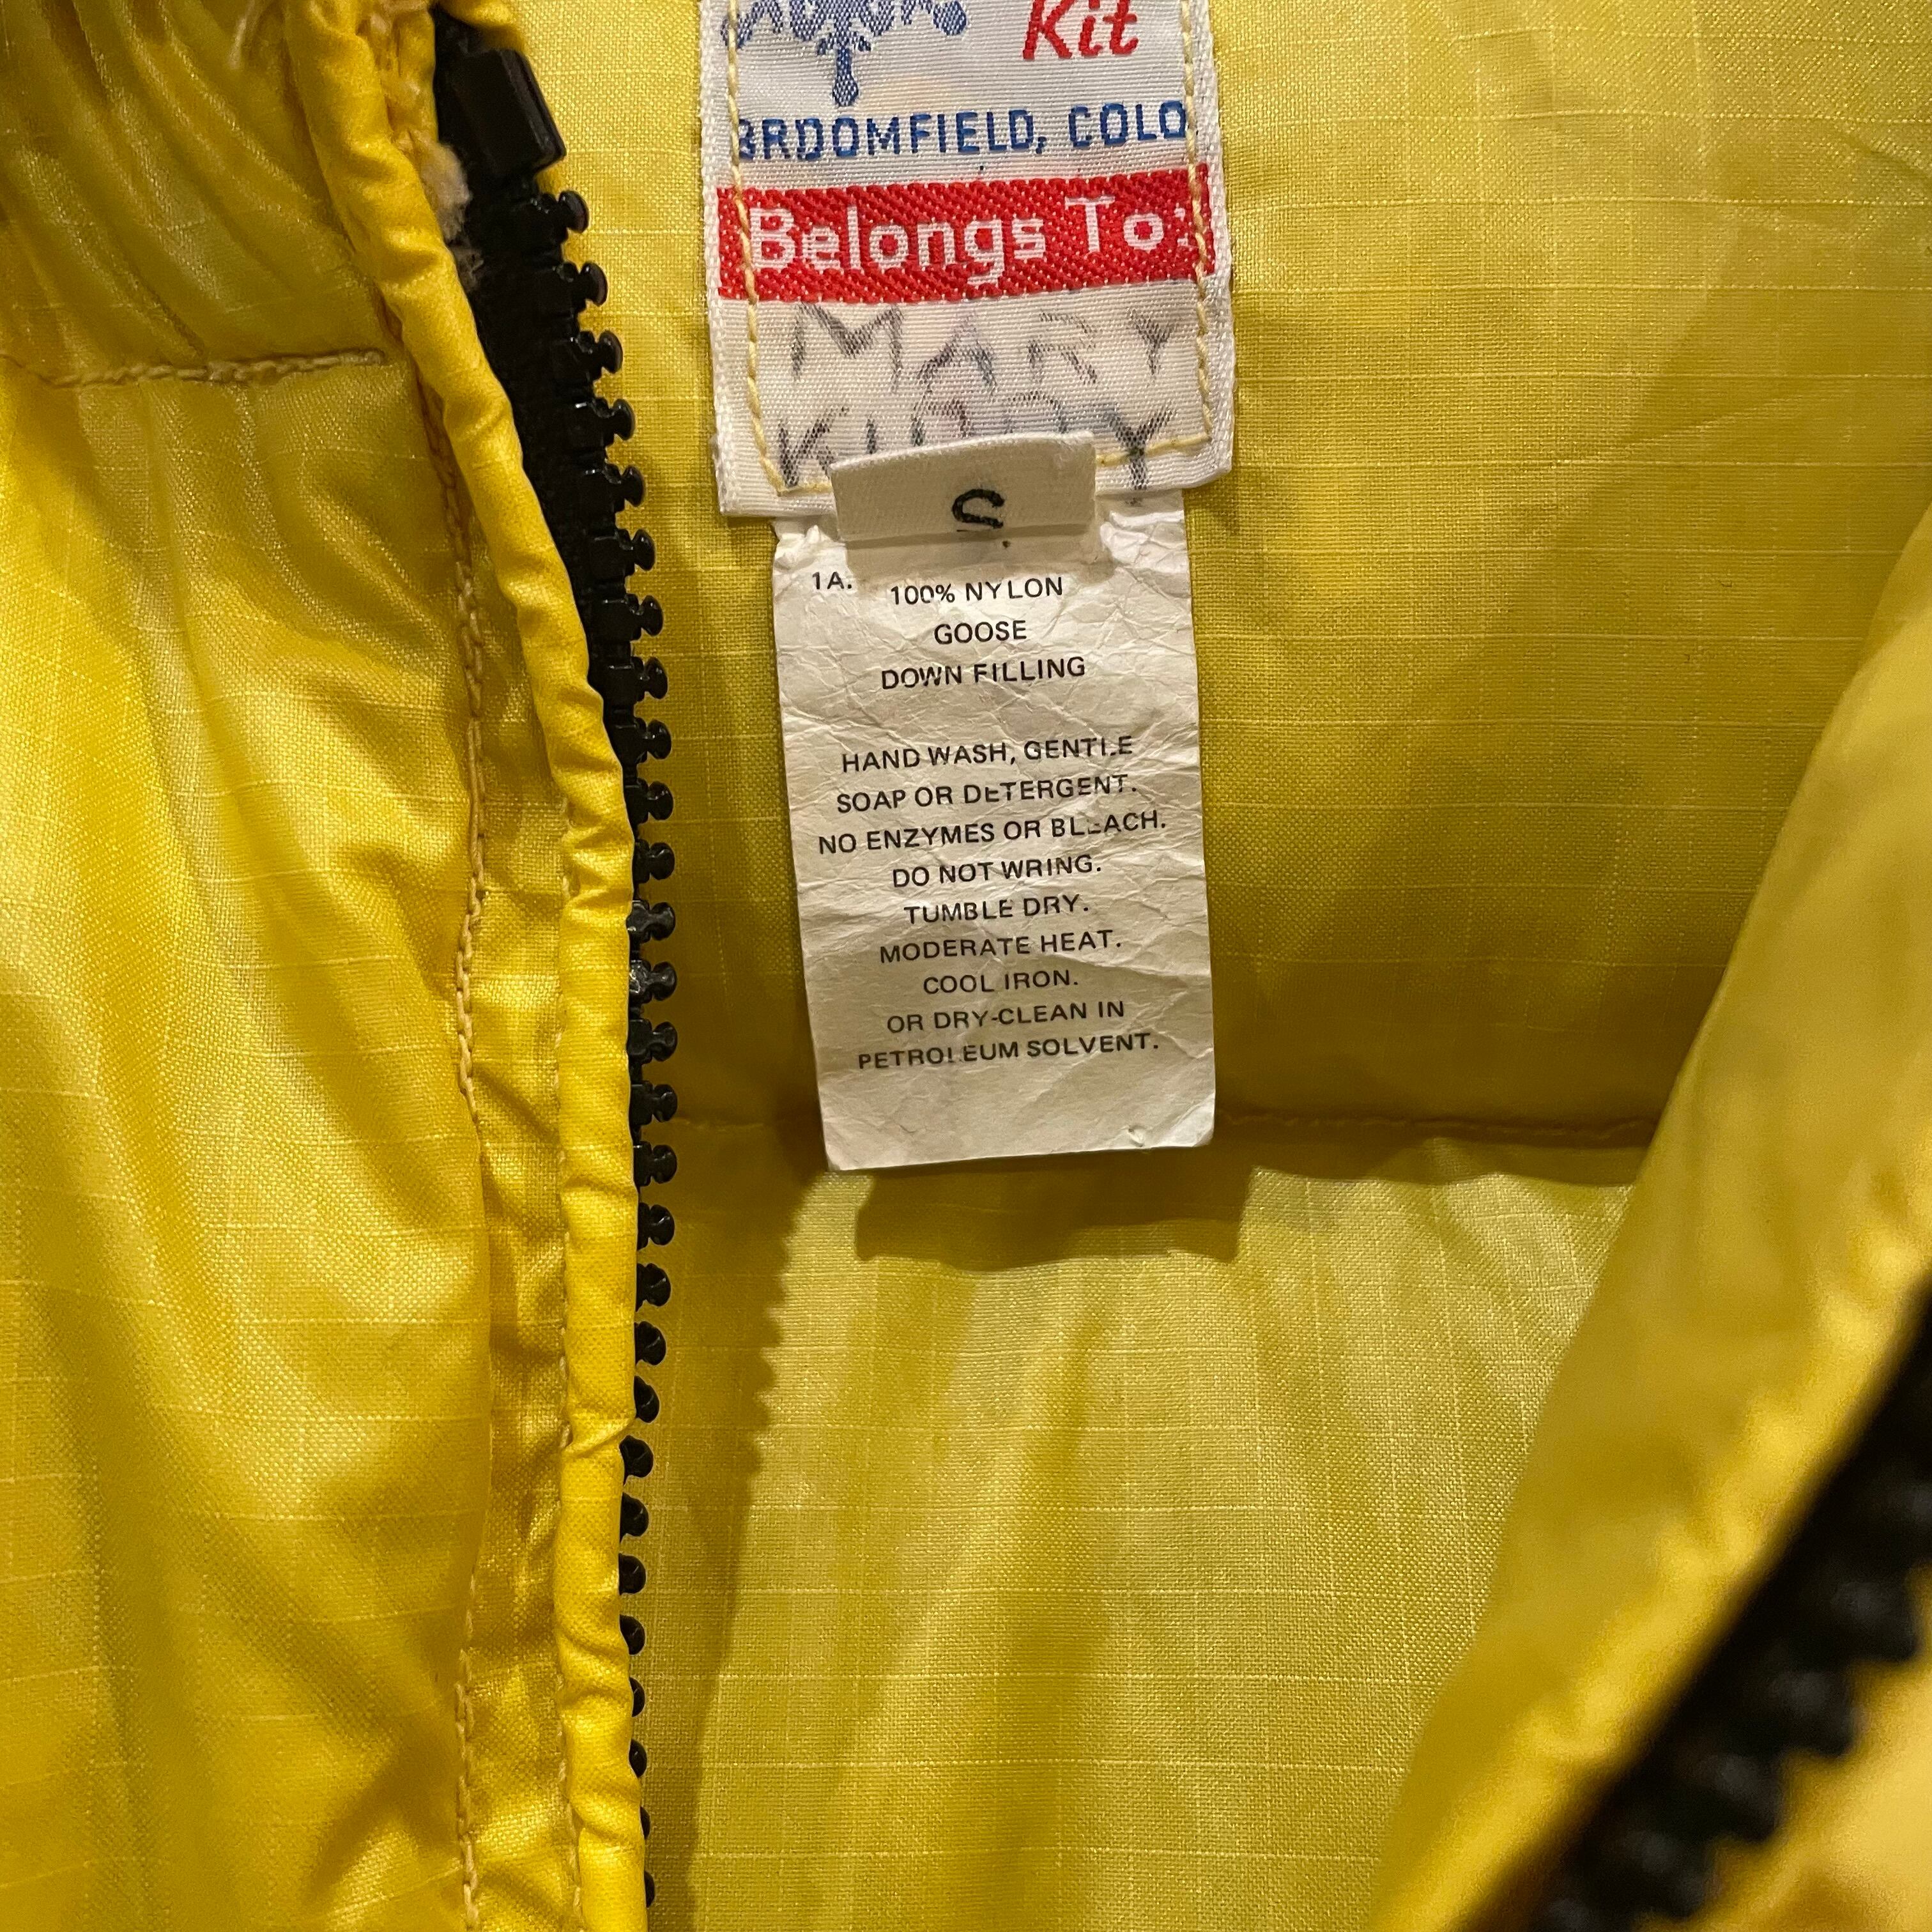 Kit
BROOMFIELD, COLO
Belongs To:
MARY
S
1A. 100% NYLON
GOOSE
DOWN FILLING
HAND WASH, GENTLE
SOAP OR DETERGENT.
NO ENZYMES OR BLEACH.
DO NOT WRING.
TUMBLE DRY.
MODERATE HEAT.
COOL IRON.
OR DRY-CLEAN IN
PETROLEUM SOLVENT.